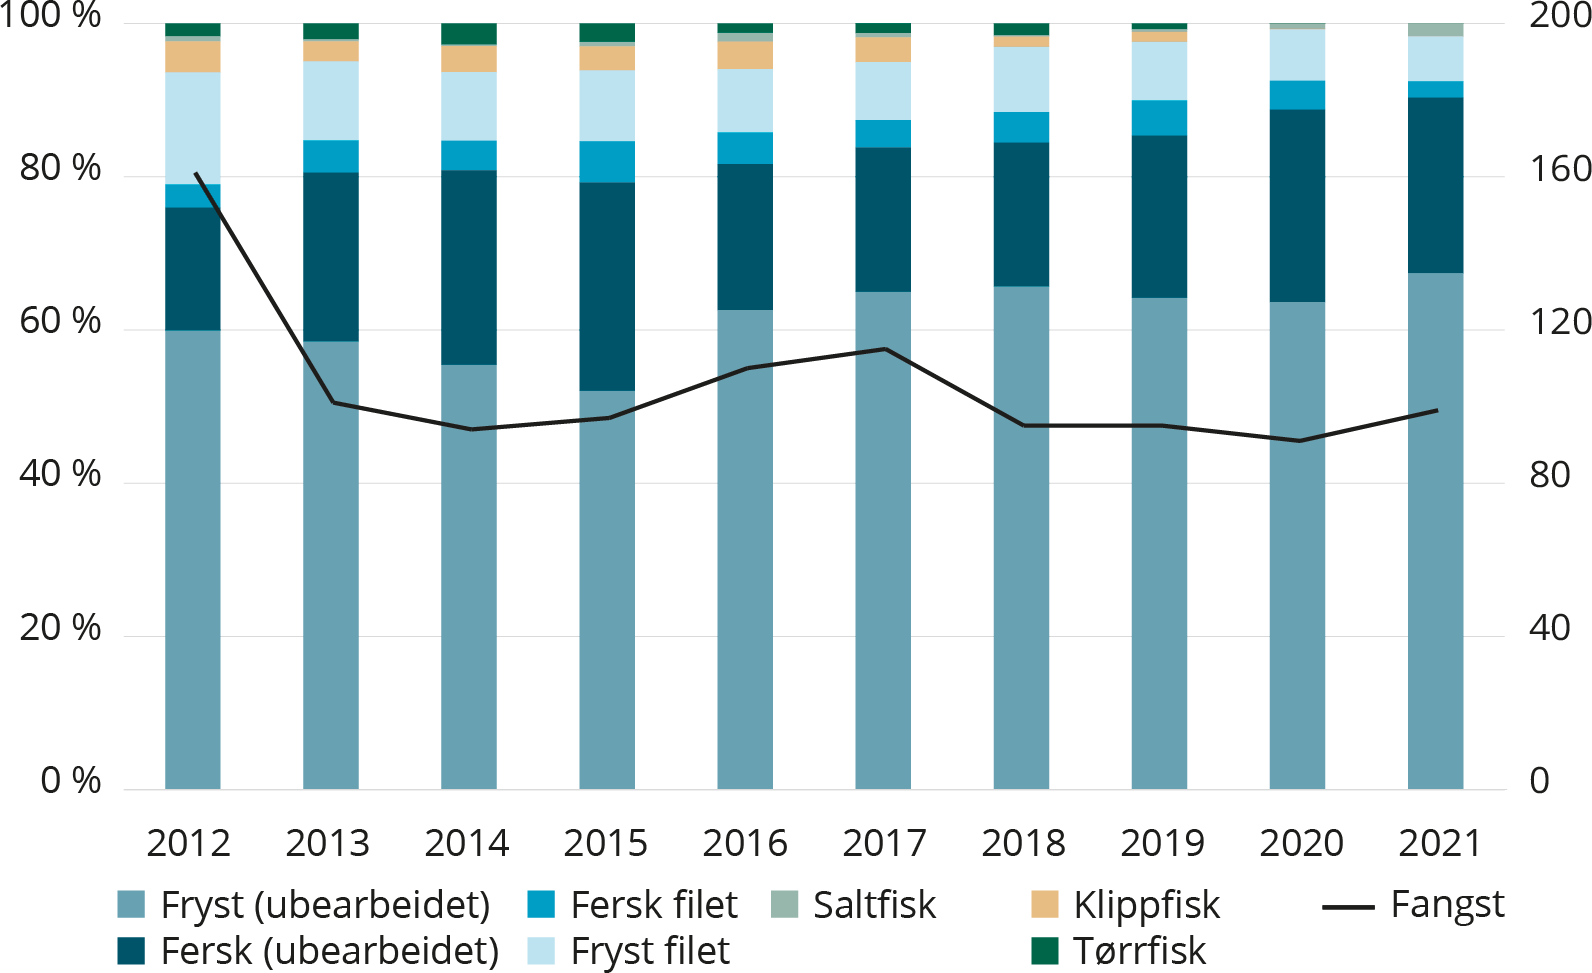 100 % 200
80 % 160
60 % 120
40 % 80
20 % 40
0 % 0
2012 2013 2014 2015 2016 2017 2018 2019 2020 2021
Fryst (ubearbeidet) Fersk filet Saltfisk Klippfisk Fangst
Fersk (ubearbeidet) Fryst filet Tørrfisk